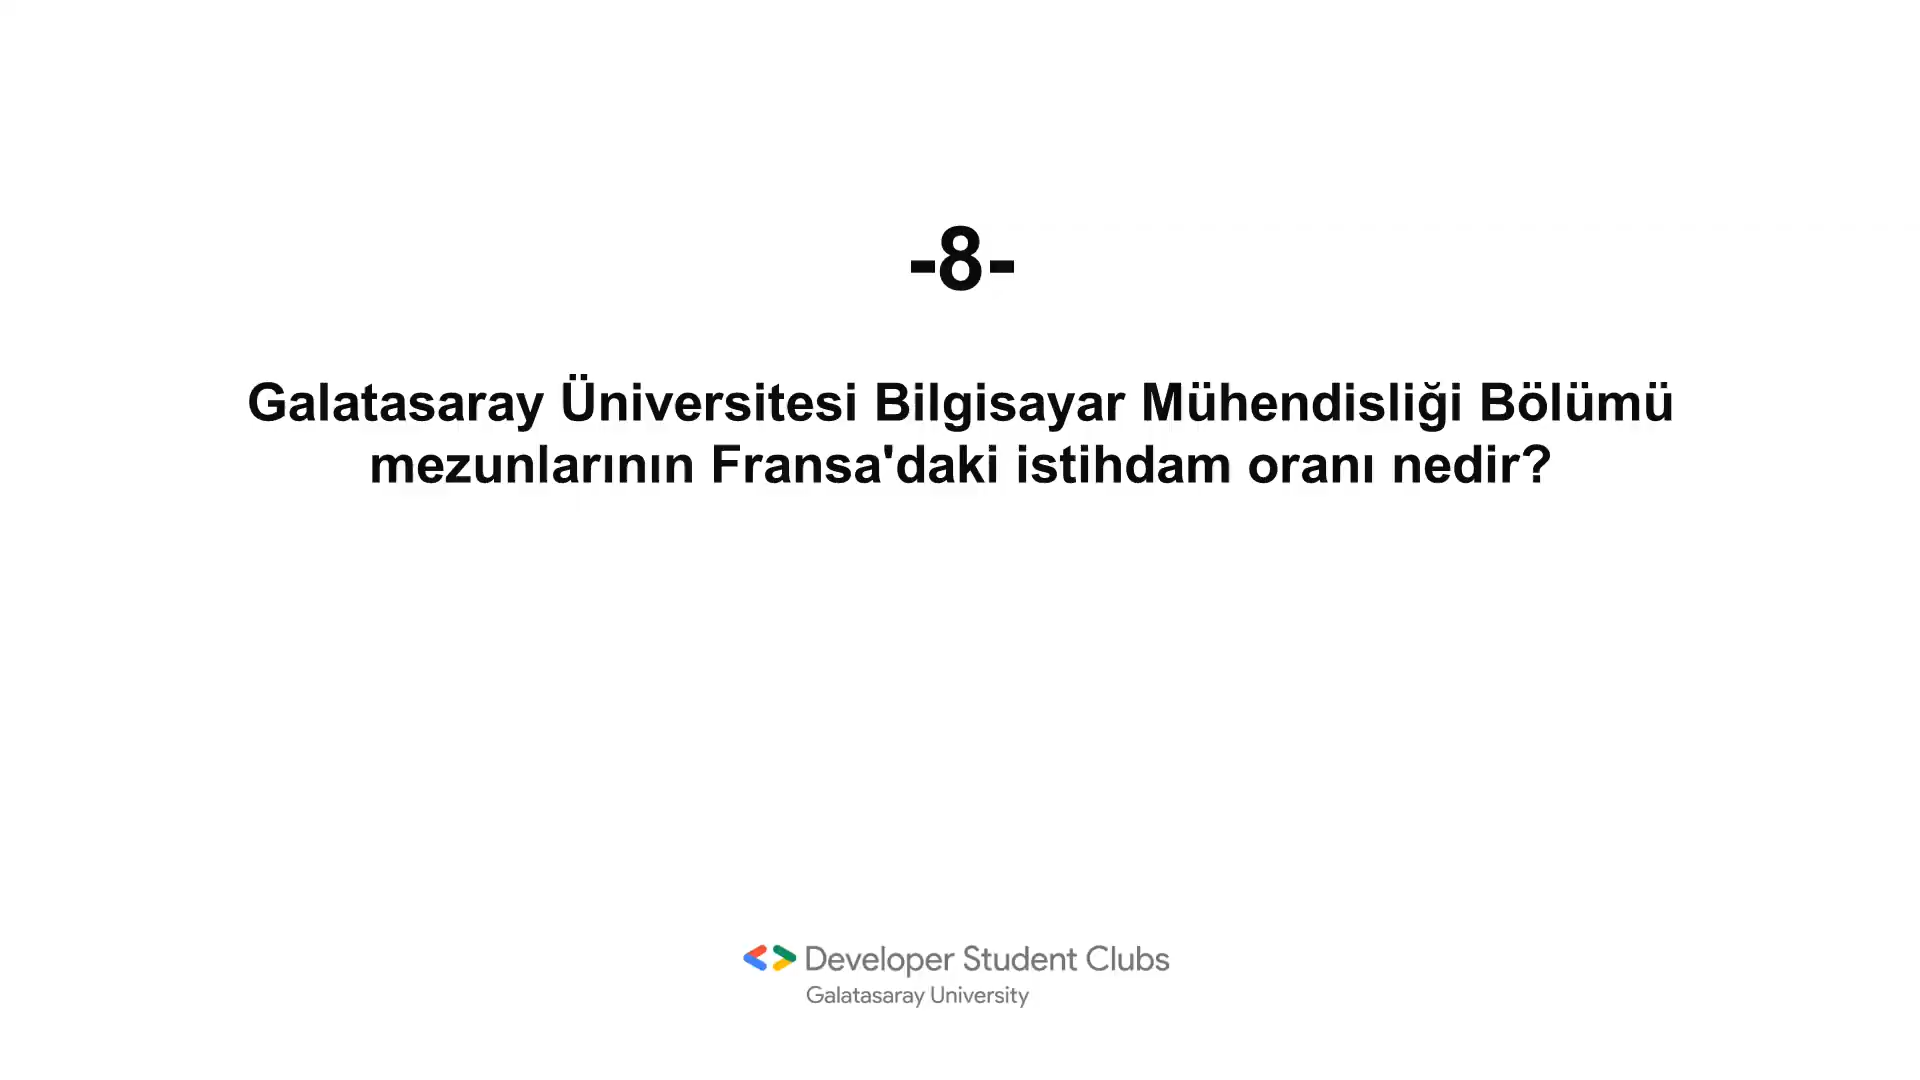 -8-
Galatasaray Üniversitesi Bilgisayar Mühendisliği Bölümü
mezunlarının Fransa'daki istihdam oranı nedir?
Developer Student Clubs
Galatasaray University